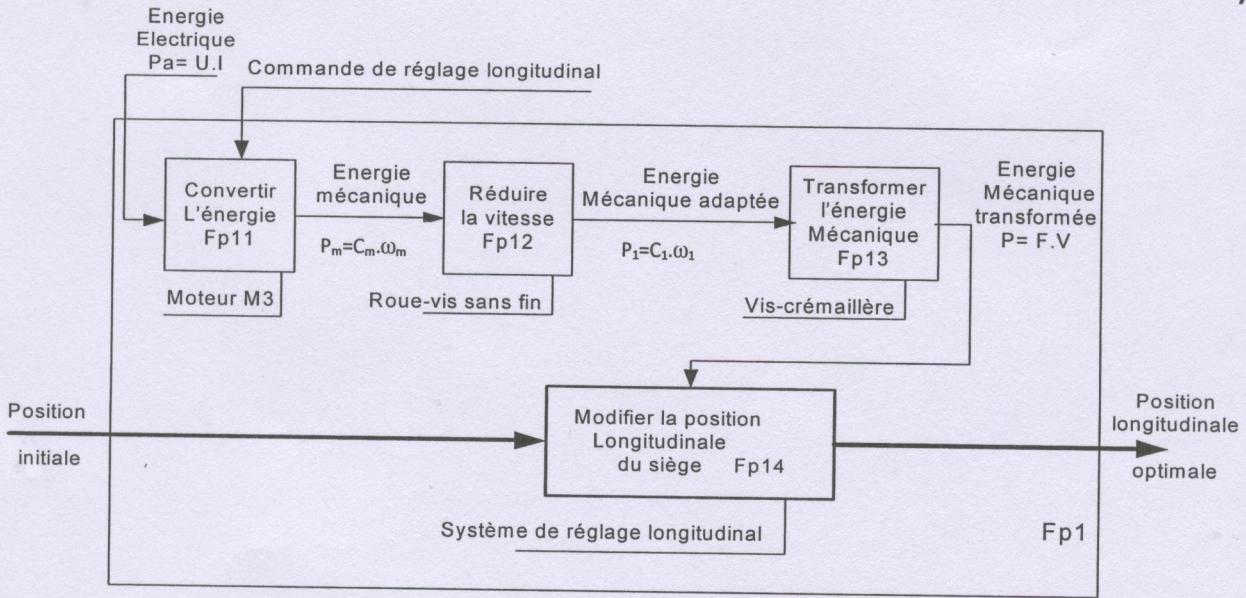 Energie
Electrique
Pa= U.I
Commande de réglage longitudinal
Convertir
L'énergie
Fp11
Moteur M3
Energie
mécanique
Pm=Cm.ωm
Réduire
la vitesse
Fp12
Roue-vis sans fin
Energie
Mécanique adaptée
P1=C1.ω1
Transformer
l'énergie
Mécanique
Fp13
Vis-crémaillère
Energie
Mécanique
transformée
P= F.V
Position
initiale
Modifier la position
Longitudinale
du siège Fp14
Système de réglage longitudinal
Position
longitudinale
optimale
Fp1